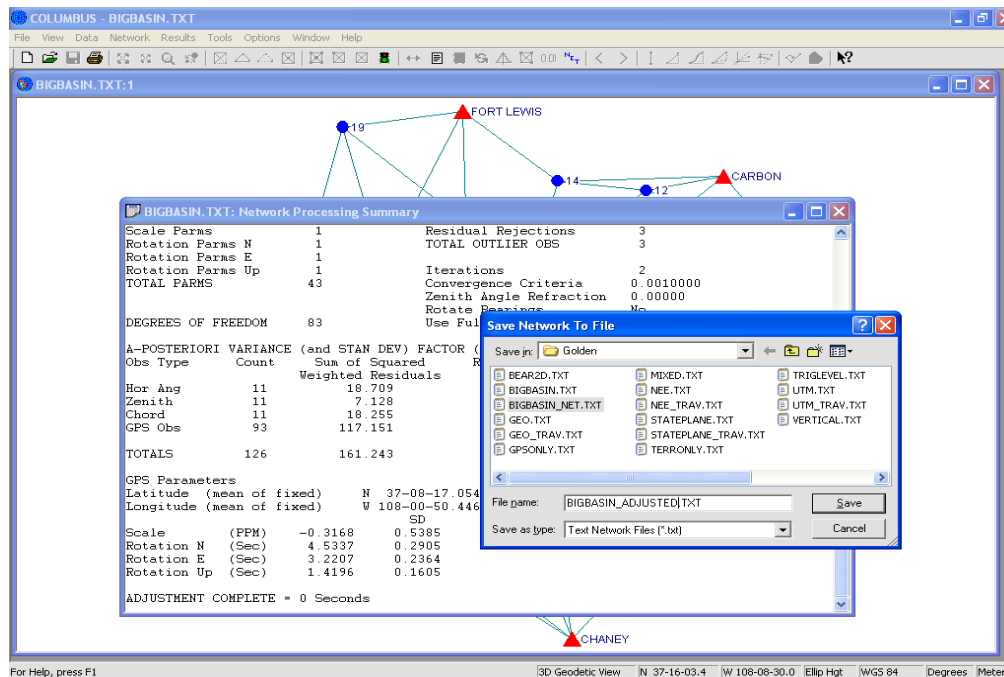 COLUMBUS - BIGBASIN.TXT
File View Data Network Results Tools Options Window Help
BIGBASIN.TXT:1
FORT LEWIS
19
14
12
CARBON
BIGBASIN.TXT: Network Processing Summary
Scale Parms 1 Residual Rejections 3
Rotation Parms N 1 TOTAL OUTLIER OBS 3
Rotation Parms E 1
Rotation Parms Up 1 Iterations 2
TOTAL PARMS 43 Convergence Criteria 0.0010000
Zenith Angle Refraction 0.00000
Rotate Bearings No
DEGREES OF FREEDOM 83 Use Ful
A-POSTERIORI VARIANCE (and STAN DEV) FACTOR (
Obs Type Count Sum of Squared R
Weighted Residuals
Hor Ang 11 18.709
Zenith 11 7.128
Chord 11 18.255
GPS Obs 93 117.151
TOTALS 126 161.243
GPS Parameters
Latitude (mean of fixed) N 37-08-17.054
Longitude (mean of fixed) W 108-00-50.446
SD
Scale (PPM) -0.3168 0.5385
Rotation N (Sec) 4.5337 0.2905
Rotation E (Sec) 3.2207 0.2364
Rotation Up (Sec) 1.4196 0.1605
ADJUSTMENT COMPLETE = 0 Seconds
Save Network To File
Save in: Golden
BEAR2D.TXT MIXED.TXT TRIGLEVEL.TXT
BIGBASIN.TXT NEE.TXT UTM.TXT
BIGBASIN_NET.TXT NEE_TRAV.TXT UTM_TRAV.TXT
GEO.TXT STATEPLANE.TXT VERTICAL.TXT
GEO_TRAV.TXT STATEPLANE_TRAV.TXT
GPSONLY.TXT TERRONLY.TXT
File name: BIGBASIN_ADJUSTED.TXT Save
Save as type: Text Network Files (*.txt) Cancel
CHANEY
For Help, press F1 3D Geodetic View N 37-16-03.4 W 108-08-30.0 Ellip Hgt WGS 84 Degrees Meter